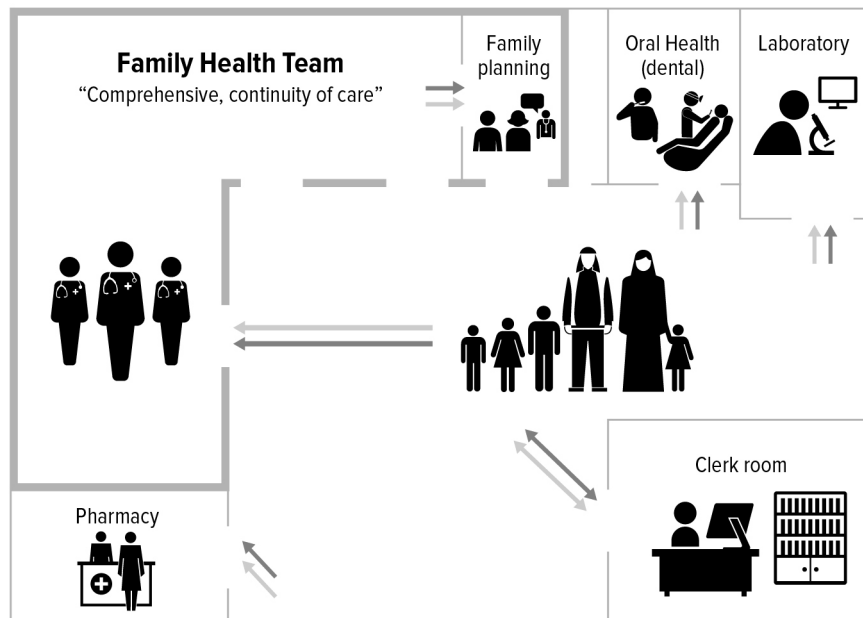 Family Health Team
“Comprehensive, continuity of care”
Family
planning
Oral Health
(dental)
Laboratory
Clerk room
Pharmacy